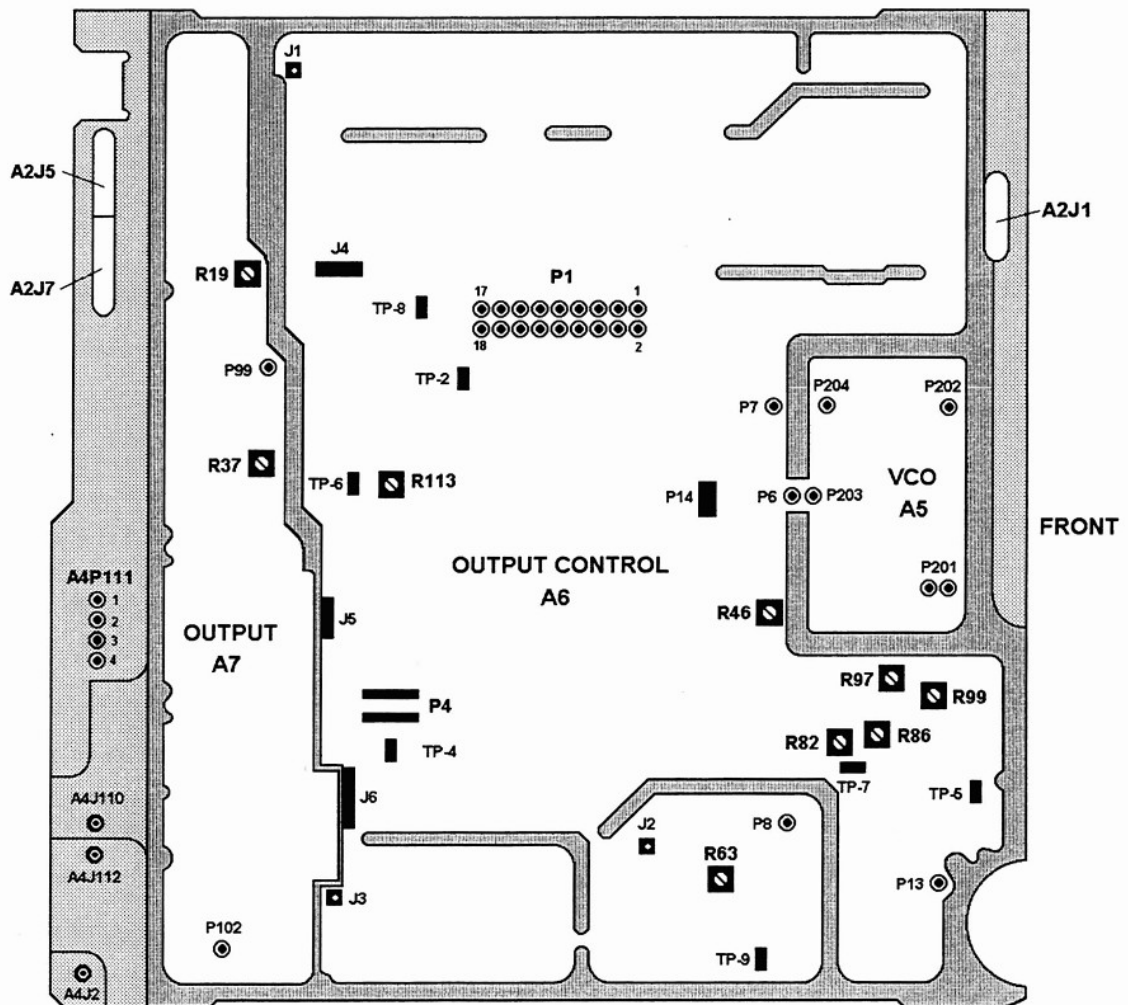 J1
A2J5
A2J1
J4
R19
P1
17
1
A2J7
TP-8
18
2
P99
TP-2
P7
P204
P202
R37
TP-6
R113
P14
P6
P203
VCO
A5
FRONT
OUTPUT CONTROL
A6
P201
A4P111
1
2
3
4
J5
R46
OUTPUT
A7
R97
R99
P4
R82
R86
TP-4
TP-7
TP-5
J6
A4J110
J2
P8
A4J112
R63
P13
J3
P102
TP-9
A4J2